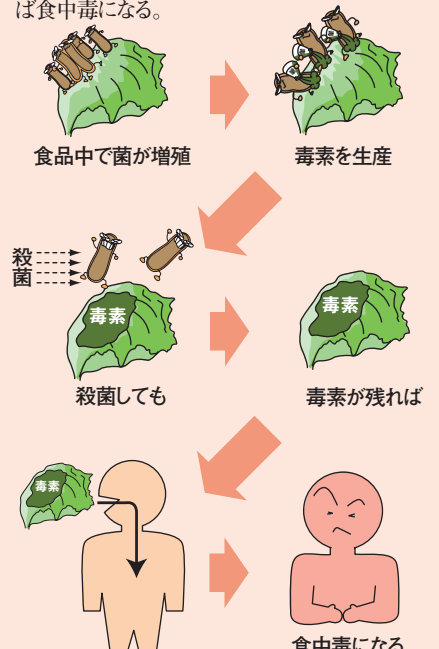 ば食中毒になる。
食品中で菌が増殖
毒素を生産
殺菌
毒素
殺菌しても
毒素
毒素が残れば
毒素
食中毒になる